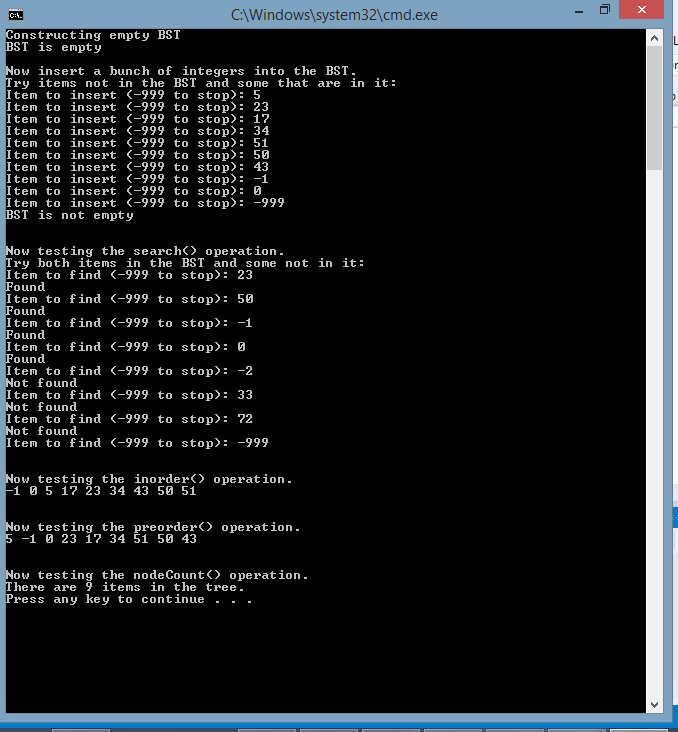 C:\Windows\system32\cmd.exe
Constructing empty BST
BST is empty
Now insert a bunch of integers into the BST.
Try items not in the BST and some that are in it:
Item to insert (-999 to stop): 5
Item to insert (-999 to stop): 23
Item to insert (-999 to stop): 17
Item to insert (-999 to stop): 34
Item to insert (-999 to stop): 51
Item to insert (-999 to stop): 50
Item to insert (-999 to stop): 43
Item to insert (-999 to stop): -1
Item to insert (-999 to stop): 0
Item to insert (-999 to stop): -999
BST is not empty
Now testing the search() operation.
Try both items in the BST and some not in it:
Item to find (-999 to stop): 23
Found
Item to find (-999 to stop): 50
Found
Item to find (-999 to stop): -1
Found
Item to find (-999 to stop): 0
Found
Item to find (-999 to stop): -2
Not found
Item to find (-999 to stop): 33
Not found
Item to find (-999 to stop): 72
Not found
Item to find (-999 to stop): -999
Now testing the inorder() operation.
-1 0 5 17 23 34 43 50 51
Now testing the preorder() operation.
5 -1 0 23 17 34 51 50 43
Now testing the nodeCount() operation.
There are 9 items in the tree.
Press any key to continue . . .